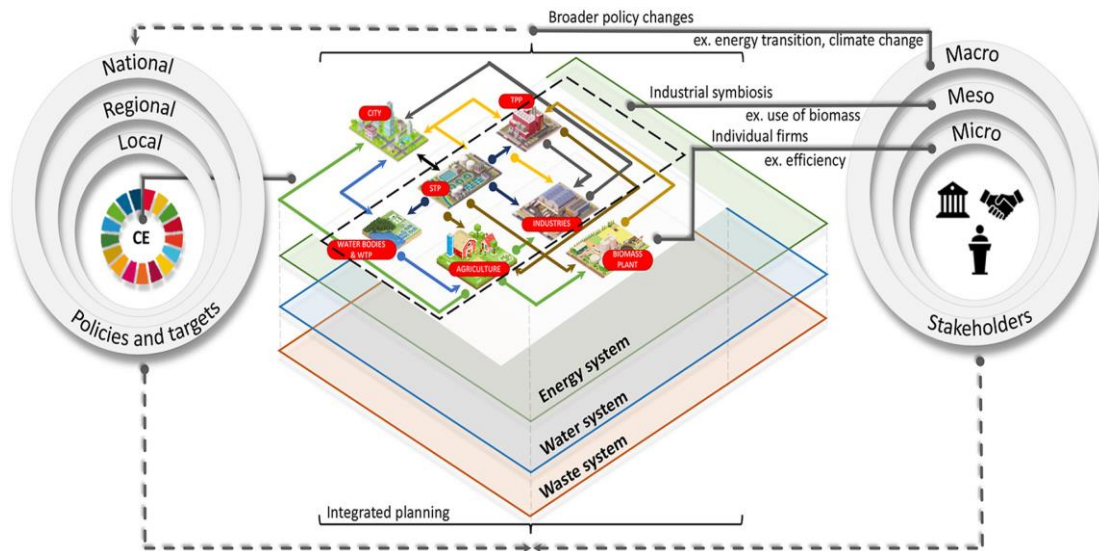 Broader policy changes
ex. energy transition, climate change
National
Regional
Local
CE
Policies and targets
Macro
Meso
Micro
Stakeholders
Industrial symbiosis
ex. use of biomass
Individual firms
ex. efficiency
CITY
TPP
STP
INDUSTRIES
WATER BODIES
& WTP
AGRICULTURE
BIOMASS
PLANT
Energy system
Water system
Waste system
Integrated planning